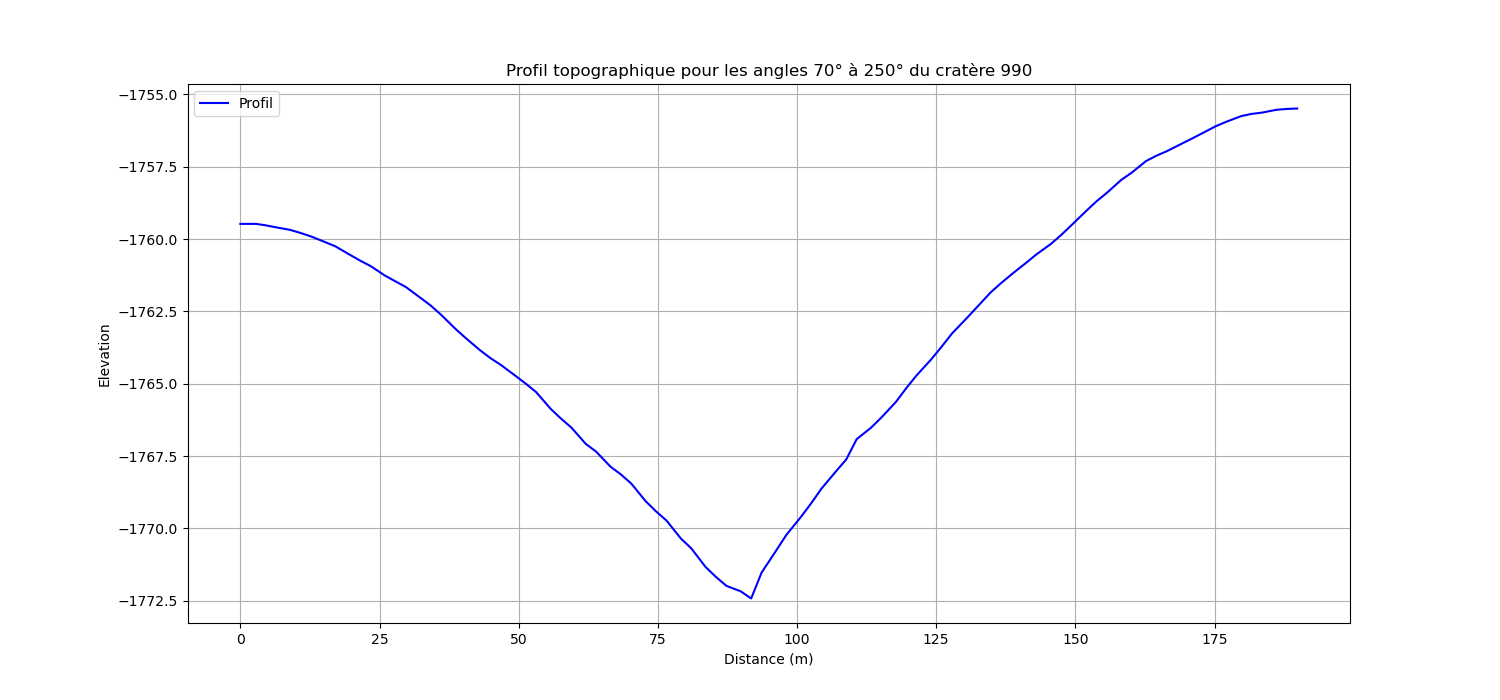 Profil topographique pour les angles 70° à 250° du cratère 990
Profil
Elevation
−1755.0
−1757.5
−1760.0
−1762.5
−1765.0
−1767.5
−1770.0
−1772.5
0 25 50 75 100 125 150 175
Distance (m)